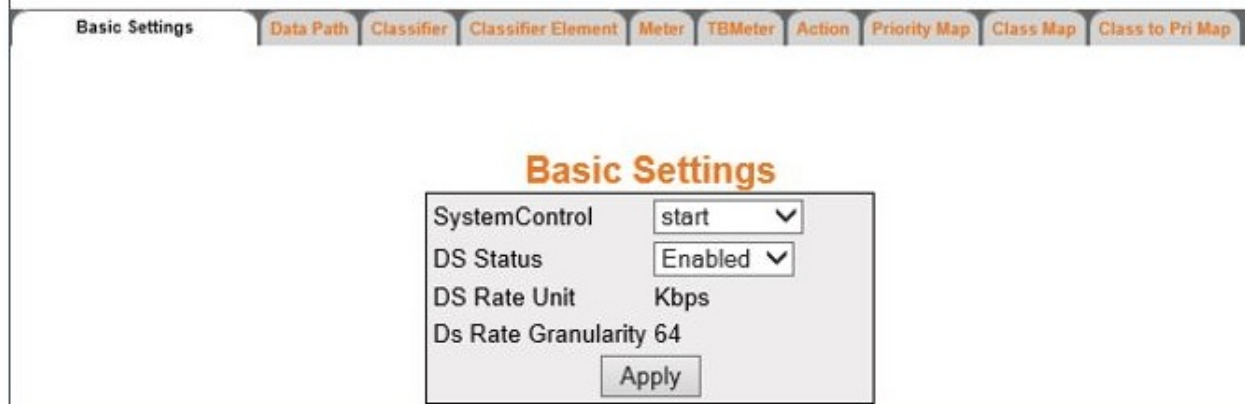 Basic Settings Data Path Classifier Classifier Element Meter TBMeter Action Priority Map Class Map Class to Pri Map
Basic Settings
SystemControl start
DS Status Enabled
DS Rate Unit Kbps
Ds Rate Granularity 64
Apply